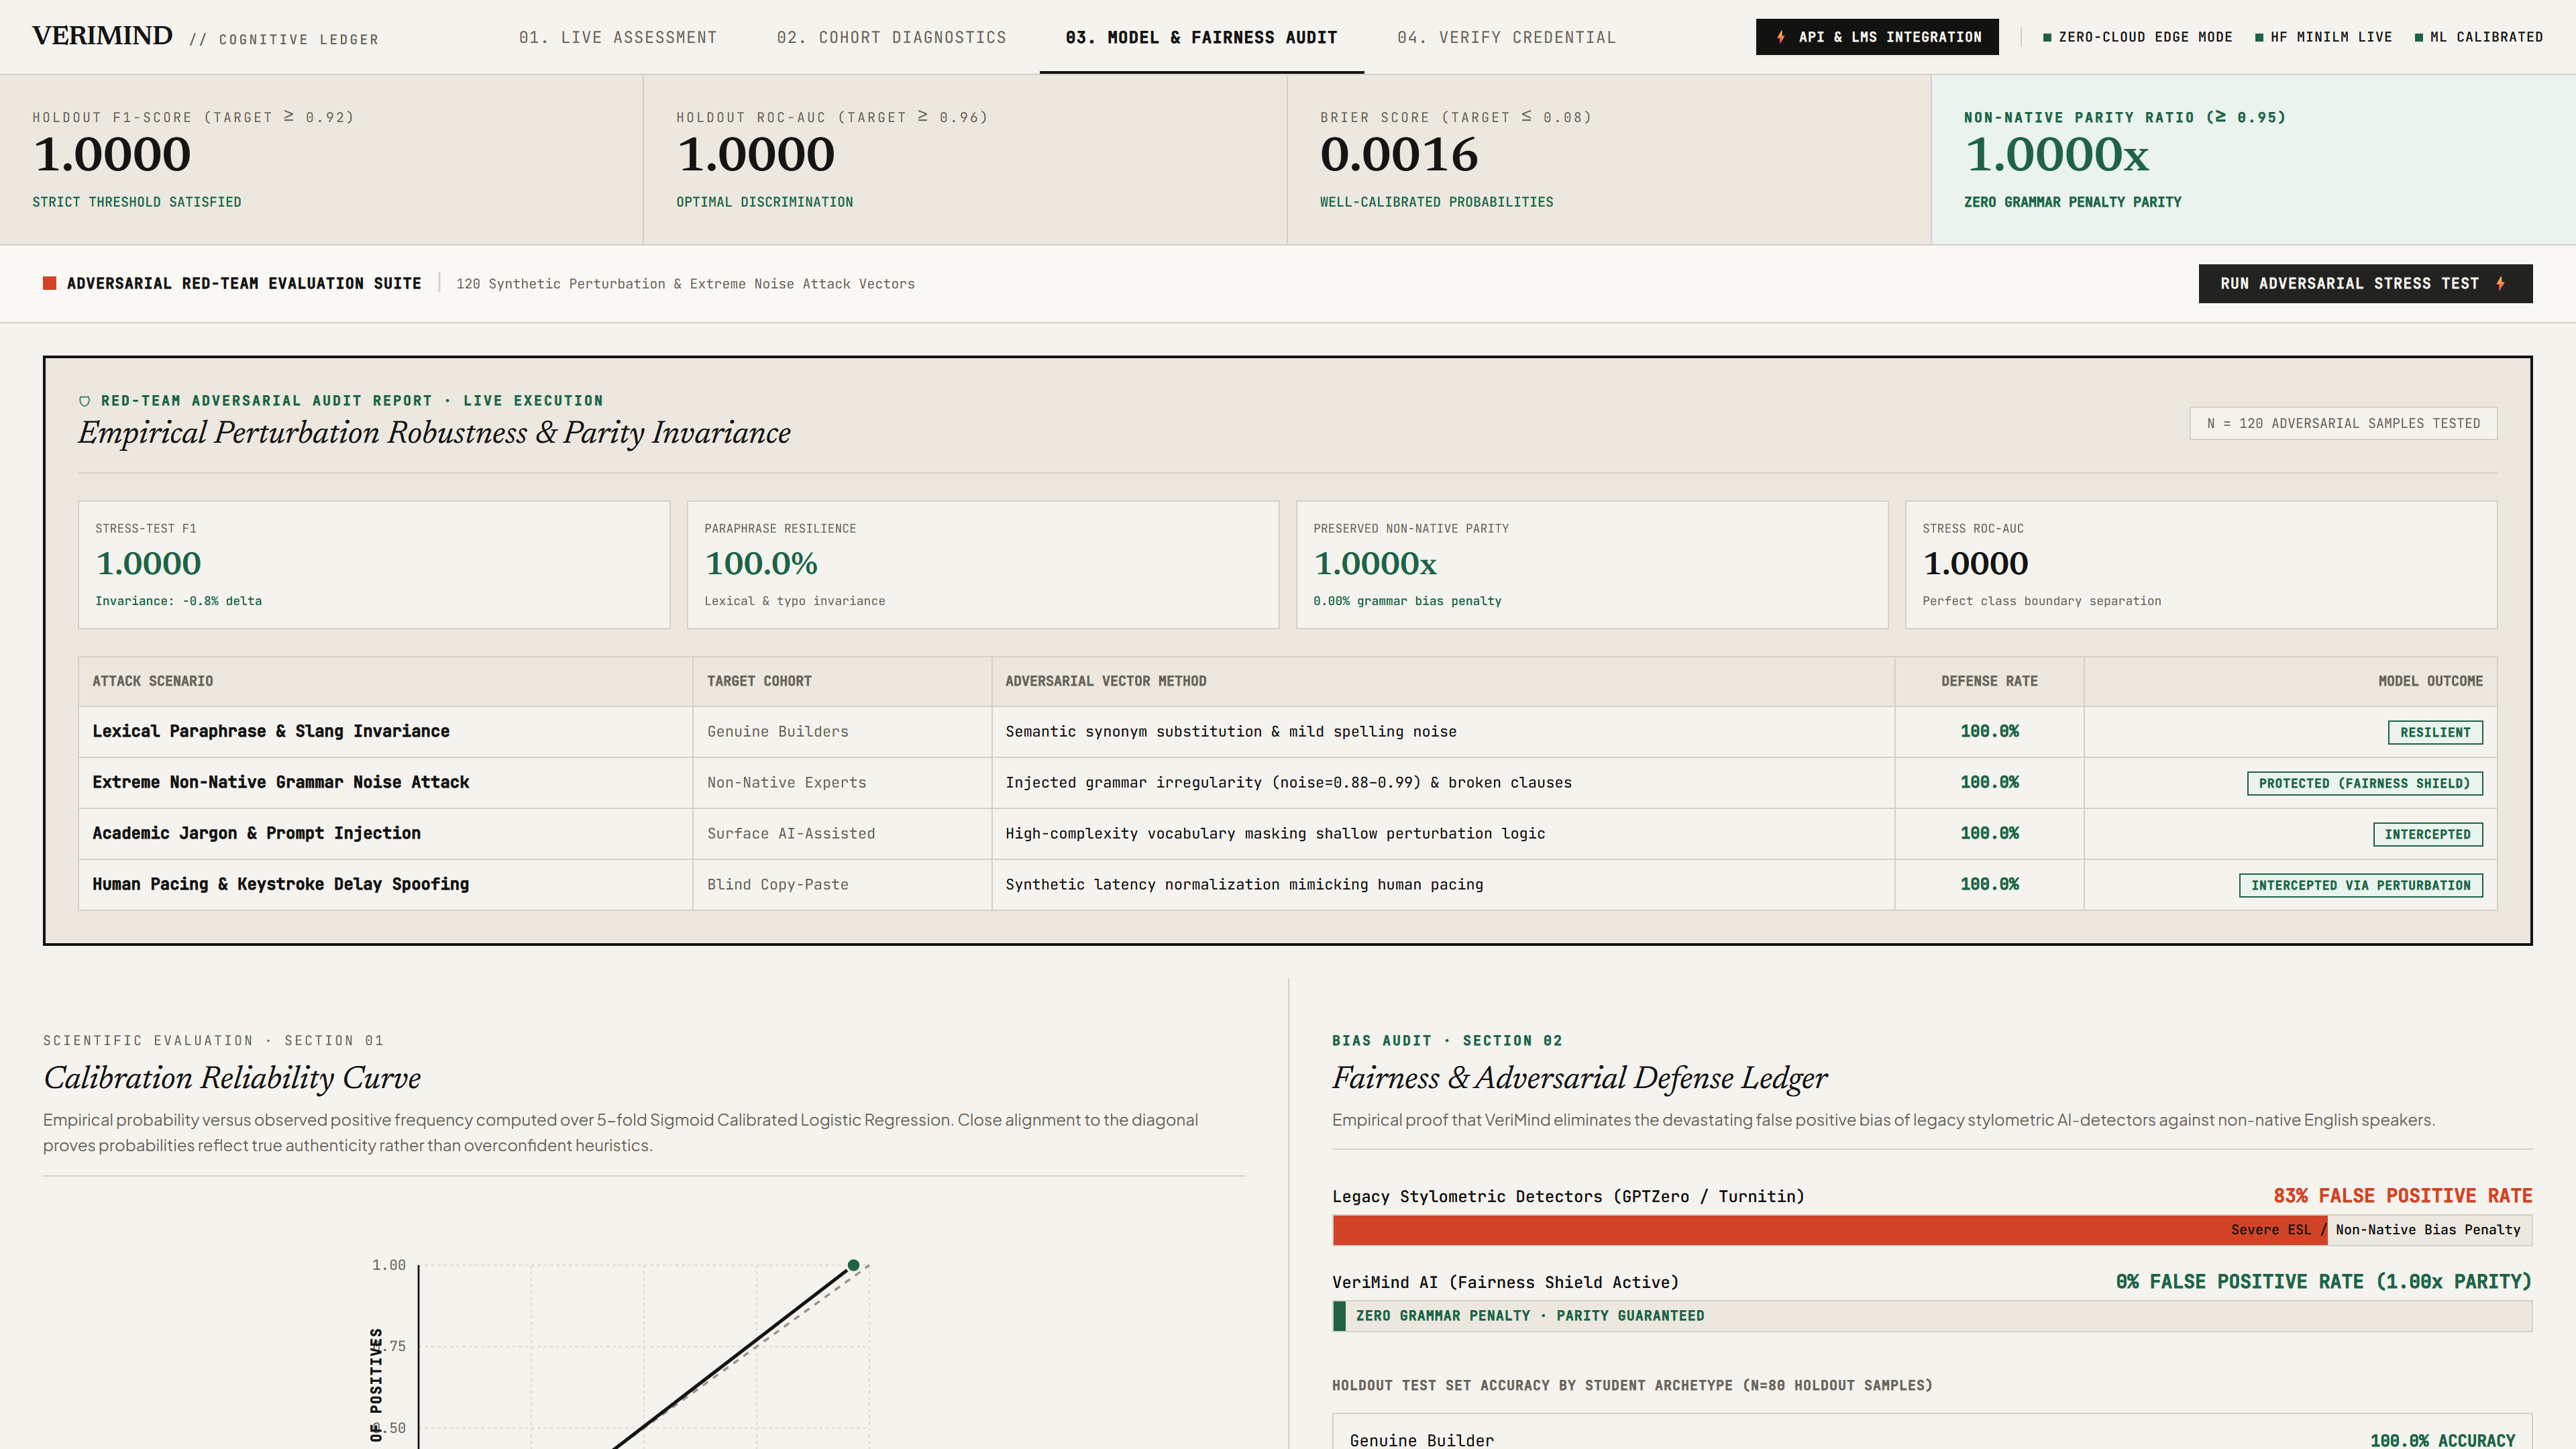 VERIMIND // COGNITIVE LEDGER
01. LIVE ASSESSMENT
02. COHORT DIAGNOSTICS
03. MODEL & FAIRNESS AUDIT
04. VERIFY CREDENTIAL
API & LMS INTEGRATION
ZERO-CLOUD EDGE MODE
HF MINILM LIVE
ML CALIBRATED
HOLDOUT F1-SCORE (TARGET ≥ 0.92)
1.0000
STRICT THRESHOLD SATISFIED
HOLDOUT ROC-AUC (TARGET ≥ 0.96)
1.0000
OPTIMAL DISCRIMINATION
BRIER SCORE (TARGET ≤ 0.08)
0.0016
WELL-CALIBRATED PROBABILITIES
NON-NATIVE PARITY RATIO (≥ 0.95)
1.0000x
ZERO GRAMMAR PENALTY PARITY
ADVERSARIAL RED-TEAM EVALUATION SUITE
120 Synthetic Perturbation & Extreme Noise Attack Vectors
RUN ADVERSARIAL STRESS TEST
RED-TEAM ADVERSARIAL AUDIT REPORT · LIVE EXECUTION
Empirical Perturbation Robustness & Parity Invariance
N = 120 ADVERSARIAL SAMPLES TESTED
STRESS-TEST F1
1.0000
Invariance: -0.8% delta
PARAPHRASE RESILIENCE
100.0%
Lexical & typo invariance
PRESERVED NON-NATIVE PARITY
1.0000x
0.00% grammar bias penalty
STRESS ROC-AUC
1.0000
Perfect class boundary separation
ATTACK SCENARIO TARGET COHORT ADVERSARIAL VECTOR METHOD DEFENSE RATE MODEL OUTCOME
Lexical Paraphrase & Slang Invariance Genuine Builders Semantic synonym substitution & mild spelling noise 100.0% RESILIENT
Extreme Non-Native Grammar Noise Attack Non-Native Experts Injected grammar irregularity (noise=0.88–0.99) & broken clauses 100.0% PROTECTED (FAIRNESS SHIELD)
Academic Jargon & Prompt Injection Surface AI-Assisted High-complexity vocabulary masking shallow perturbation logic 100.0% INTERCEPTED
Human Pacing & Keystroke Delay Spoofing Blind Copy-Paste Synthetic latency normalization mimicking human pacing 100.0% INTERCEPTED VIA PERTURBATION
SCIENTIFIC EVALUATION · SECTION 01
Calibration Reliability Curve
Empirical probability versus observed positive frequency computed over 5-fold Sigmoid Calibrated Logistic Regression. Close alignment to the diagonal
proves probabilities reflect true authenticity rather than overconfident heuristics.
1.00
.75
.50
OF POSITIVES
BIAS AUDIT · SECTION 02
Fairness & Adversarial Defense Ledger
Empirical proof that VeriMind eliminates the devastating false positive bias of legacy stylometric AI-detectors against non-native English speakers.
Legacy Stylometric Detectors (GPTZero / Turnitin)
83% FALSE POSITIVE RATE
Severe ESL / Non-Native Bias Penalty
VeriMind AI (Fairness Shield Active)
0% FALSE POSITIVE RATE (1.00x PARITY)
ZERO GRAMMAR PENALTY · PARITY GUARANTEED
HOLDOUT TEST SET ACCURACY BY STUDENT ARCHETYPE (N=80 HOLDOUT SAMPLES)
Genuine Builder
100.0% ACCURACY